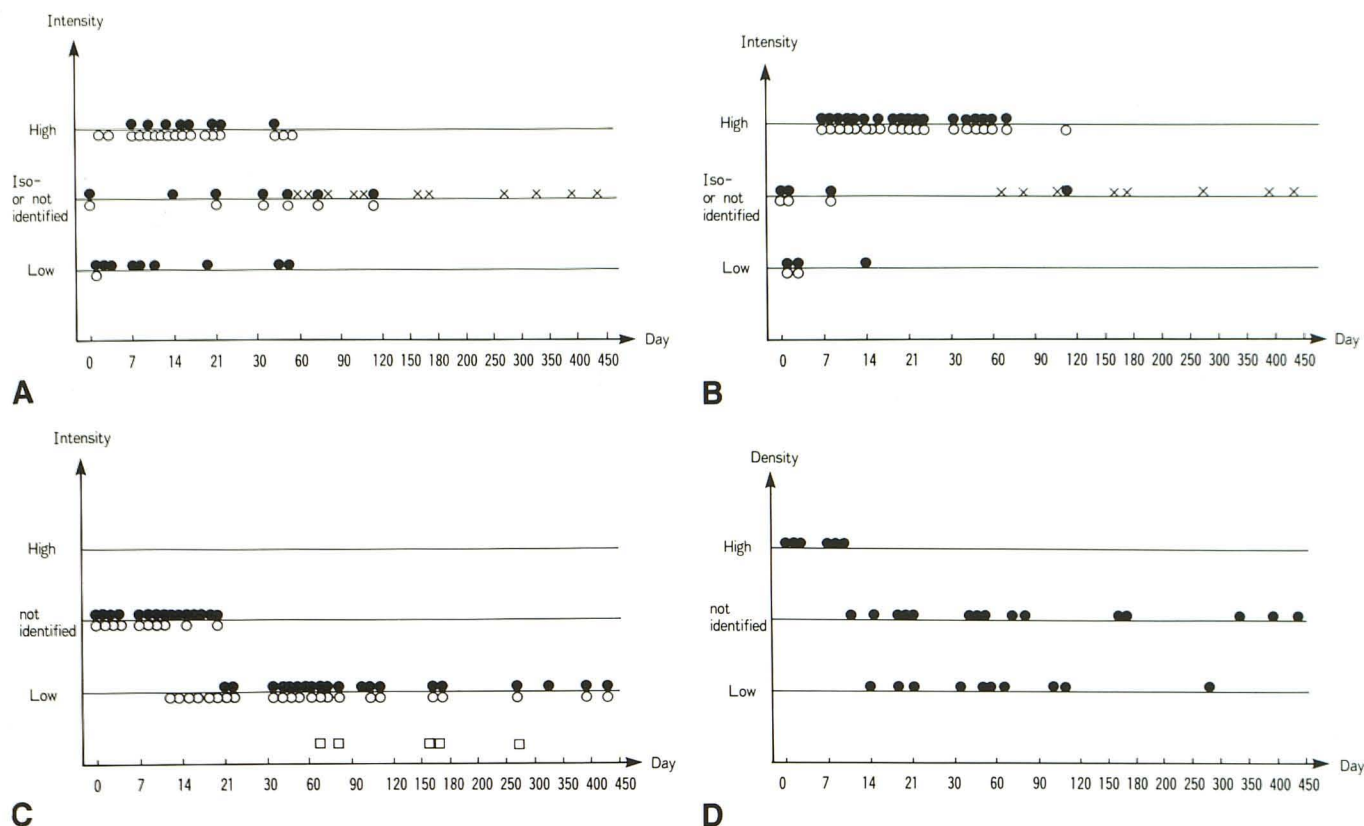 Intensity
High
Iso-
or not
identified
Low
0 7 14 21 30 60 90 120 150 180 200 250 300 350 400 450 Day
A
Intensity
High
Iso-
or not
identified
Low
0 7 14 21 30 60 90 120 150 180 200 250 300 350 400 450 Day
B
Intensity
High
not
identified
Low
0 7 14 21 30 60 90 120 150 180 200 250 300 350 400 450 Day
C
Density
High
not
identified
Low
0 7 14 21 30 60 90 120 150 180 200 250 300 350 400 450 Day
D